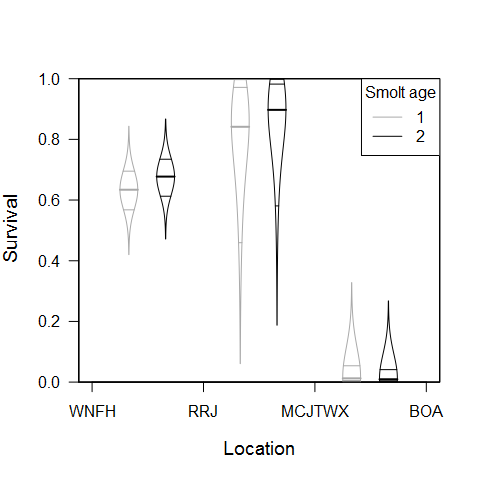 Survival
1.0
0.8
0.6
0.4
0.2
0.0
Smolt age
1
2
WNFH RRJ MCJTWX BOA
Location